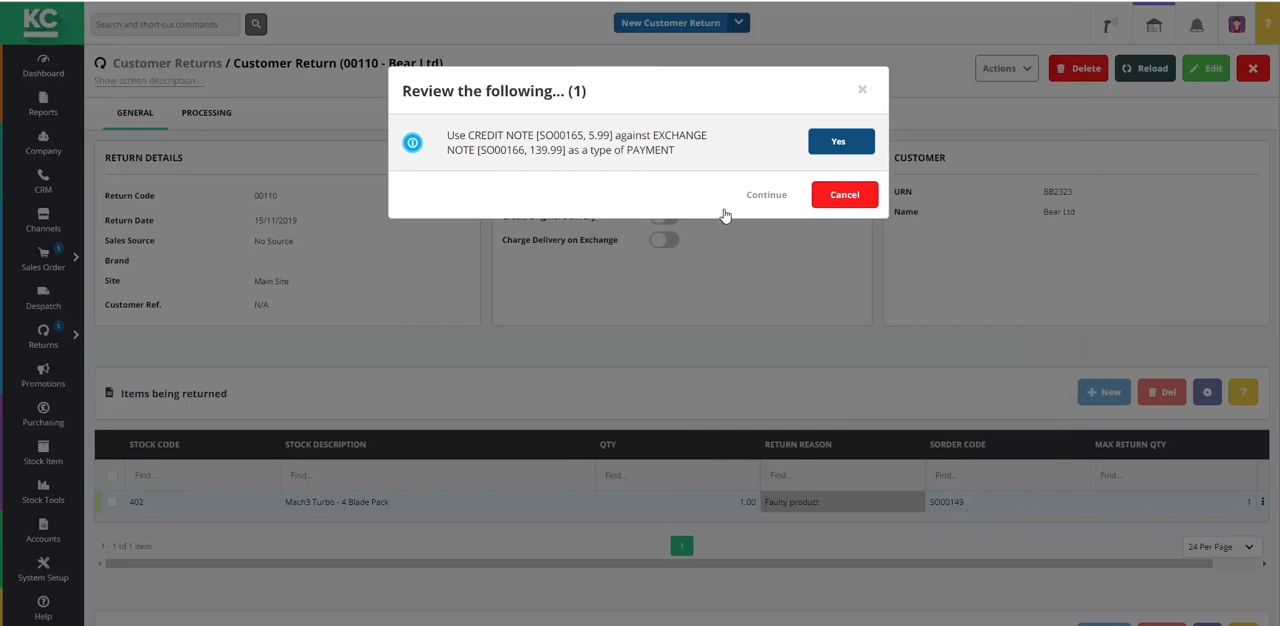 KC
Search and short-cut commands
New Customer Return
?
Customer Returns / Customer Return (00110 - Bear Ltd)
Show screen description...
Actions
Delete
Reload
Edit
Dashboard
Reports
Company
CRM
Channels
1
Sales Order
Despatch
1
Returns
Promotions
Purchasing
Stock Item
Stock Tools
Accounts
System Setup
Help
GENERAL
PROCESSING
Review the following... (1)
Use CREDIT NOTE [SO00165, 5.99] against EXCHANGE
NOTE [SO00166, 139.99] as a type of PAYMENT
Yes
Continue
Cancel
RETURN DETAILS
Return Code 00110
Return Date 15/11/2019
Sales Source No Source
Brand
Site Main Site
Customer Ref. N/A
Charge Delivery on Exchange
CUSTOMER
URN BB2323
Name Bear Ltd
Items being returned
New
Del
?
STOCK CODE STOCK DESCRIPTION QTY RETURN REASON SORDER CODE MAX RETURN QTY
Find... Find... Find... Find... Find... Find...
402 Mach3 Turbo - 4 Blade Pack 1.00 Faulty product SO00149 1
1 - 1 of 1 item
1
24 Per Page